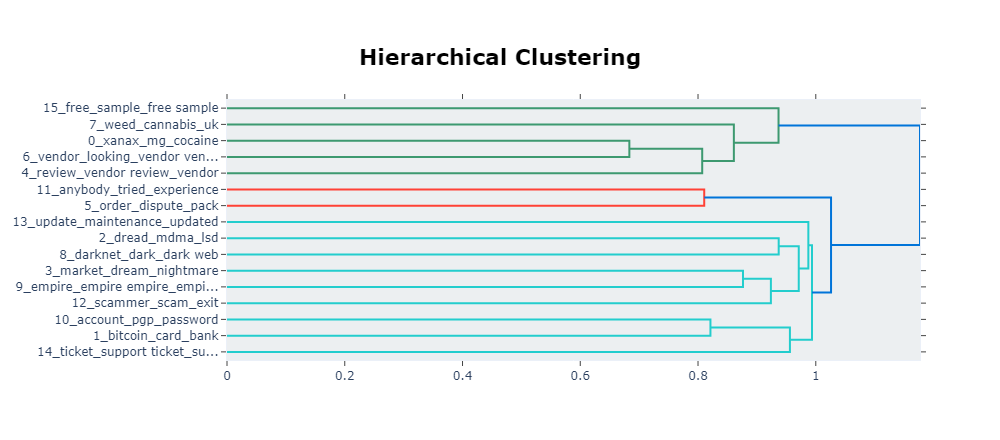 Hierarchical Clustering
15_free_sample_free sample
7_weed_cannabis_uk
0_xanax_mg_cocaine
6_vendor_looking_vendor ven...
4_review_vendor review_vendor
11_anybody_tried_experience
5_order_dispute_pack
13_update_maintenance_updated
2_dread_mdma_lsd
8_darknet_dark_dark web
3_market_dream_nightmare
9_empire_empire empire_empi...
12_scammer_scam_exit
10_account_pgp_password
1_bitcoin_card_bank
14_ticket_support ticket_su...
0 0.2 0.4 0.6 0.8 1